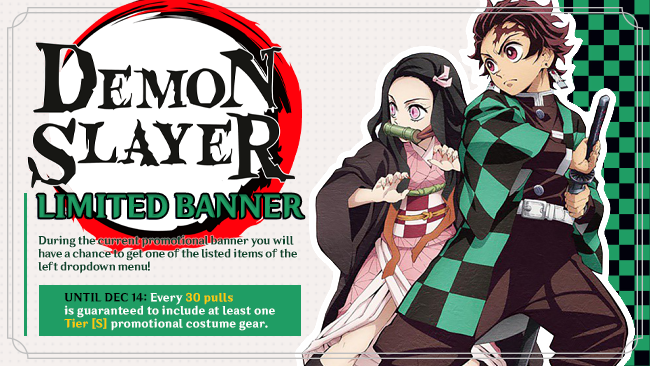 DEMON
SLAYER
LIMITED BANNER
During the current promotional banner you will
have a chance to get one of the listed items of the
left dropdown menu!
UNTIL DEC 14: Every 30 pulls
is guaranteed to include at least one
Tier [S] promotional costume gear.